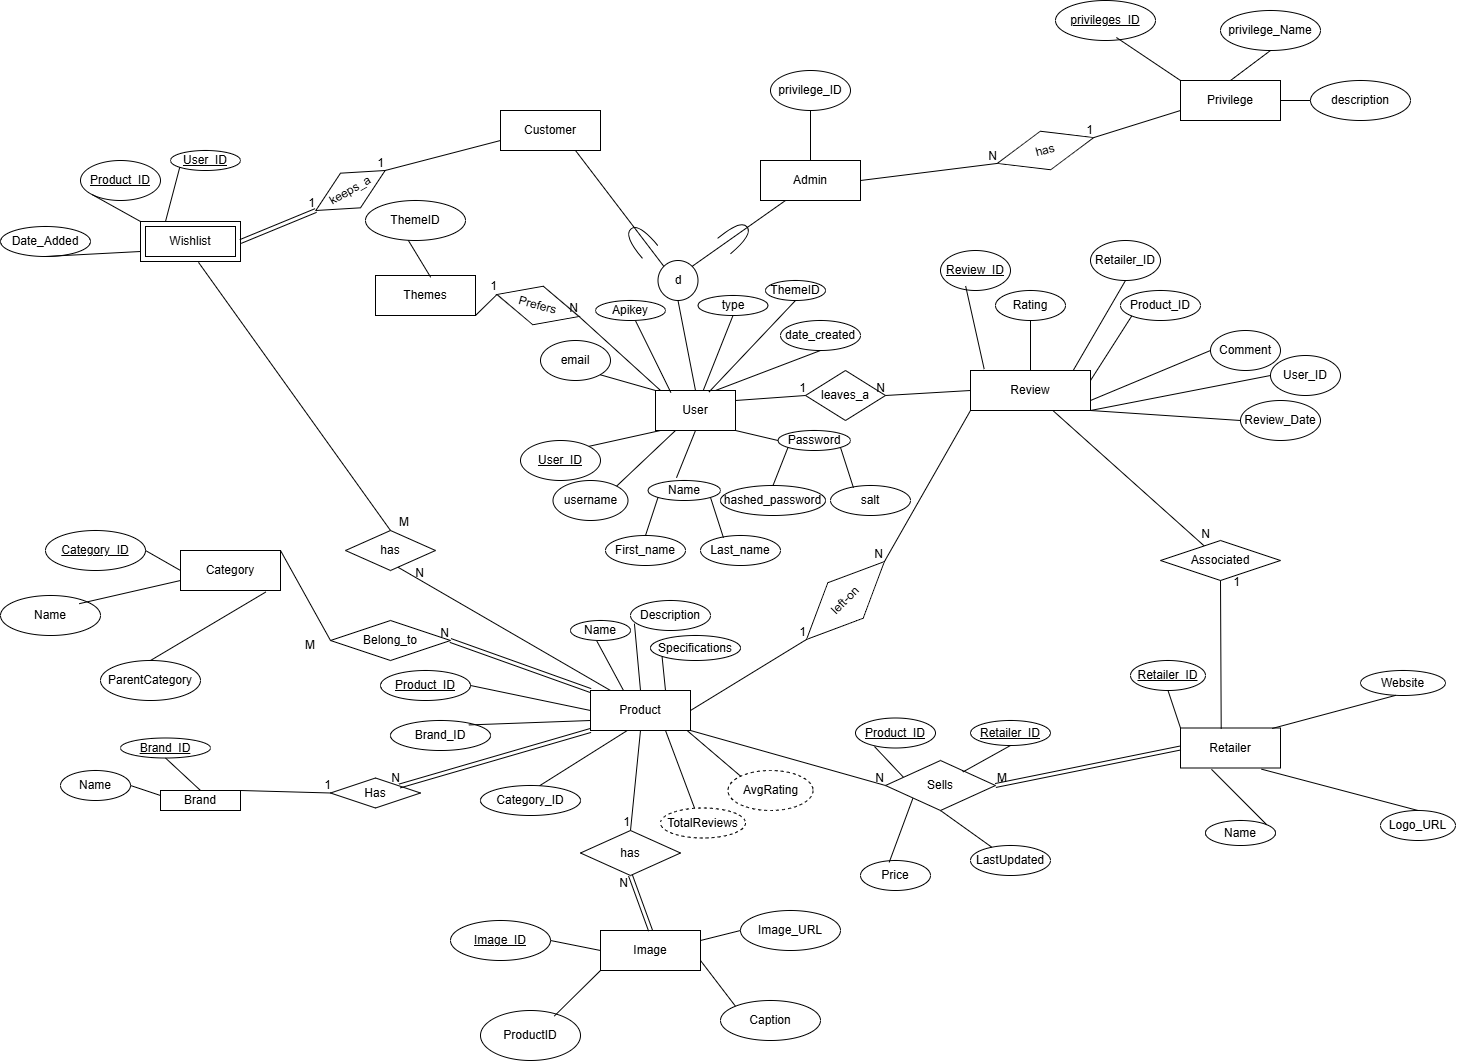 privileges_ID
privilege_Name
Privilege
description
privilege_ID
Customer
Admin
N
has
1
User_ID
Product_ID
Date_Added
Wishlist
1
keeps_a
1
ThemeID
Themes
1
Prefers
N
d
Apikey
type
ThemeID
date_created
email
User
User_ID
username
Name
First_name
Last_name
Password
hashed_password
salt
1
leaves_a
N
Review_ID
Rating
Retailer_ID
Product_ID
Comment
User_ID
Review_Date
Review
M
has
N
Category_ID
Category
Name
ParentCategory
M
Belong_to
N
N
left-on
1
N
Associated
1
Name
Description
Specifications
Product_ID
Product
Brand_ID
Category_ID
TotalReviews
AvgRating
Brand_ID
Name
Brand
1
Has
N
Product_ID
Retailer_ID
N
Sells
M
Price
LastUpdated
Retailer_ID
Website
Retailer
Name
Logo_URL
1
has
N
Image_ID
Image
Image_URL
ProductID
Caption